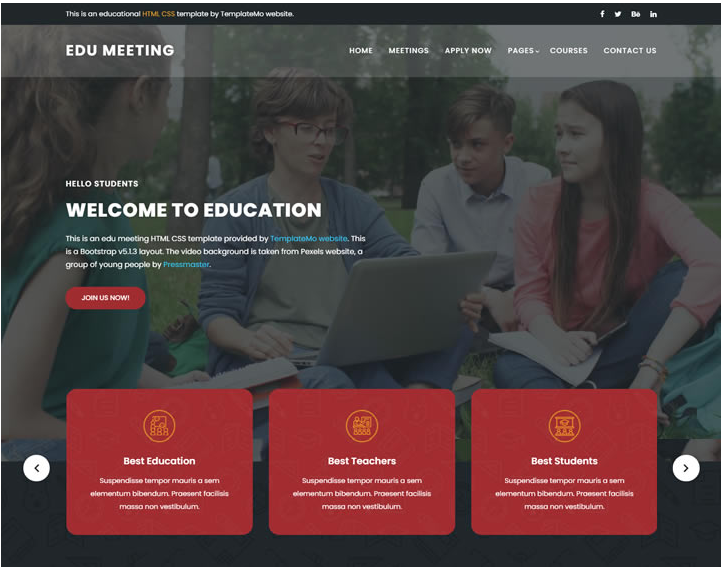 This is an educational HTML CSS template by TemplateMo website.
EDU MEETING
HOME MEETINGS APPLY NOW PAGES COURSES CONTACT US
HELLO STUDENTS
WELCOME TO EDUCATION
This is an edu meeting HTML CSS template provided by TemplateMo website. This
is a Bootstrap v5.1.3 layout. The video background is taken from Pexels website, a
group of young people by Pressmaster.
JOIN US NOW!
Best Education
Suspendisse tempor mauris a sem
elementum bibendum. Praesent facilisis
massa non vestibulum.
Best Teachers
Suspendisse tempor mauris a sem
elementum bibendum. Praesent facilisis
massa non vestibulum.
Best Students
Suspendisse tempor mauris a sem
elementum bibendum. Praesent facilisis
massa non vestibulum.